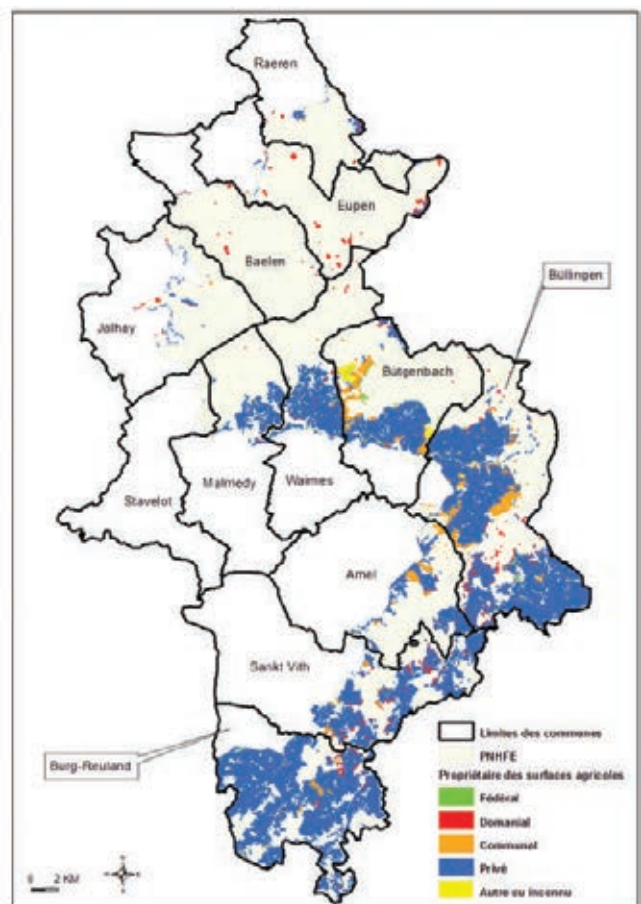 Raeren
Eupen
Baelen
Büllingen
Jalhay
Bütgenbach
Malmedy
Waimes
Stavelot
Amel
Sankt Vith
Burg-Reuland
Limites des communes
PNHFE
Propriétaire des surfaces agricoles
Fédéral
Domanial
Communal
Privé
Autre ou inconnu
0 2 KM